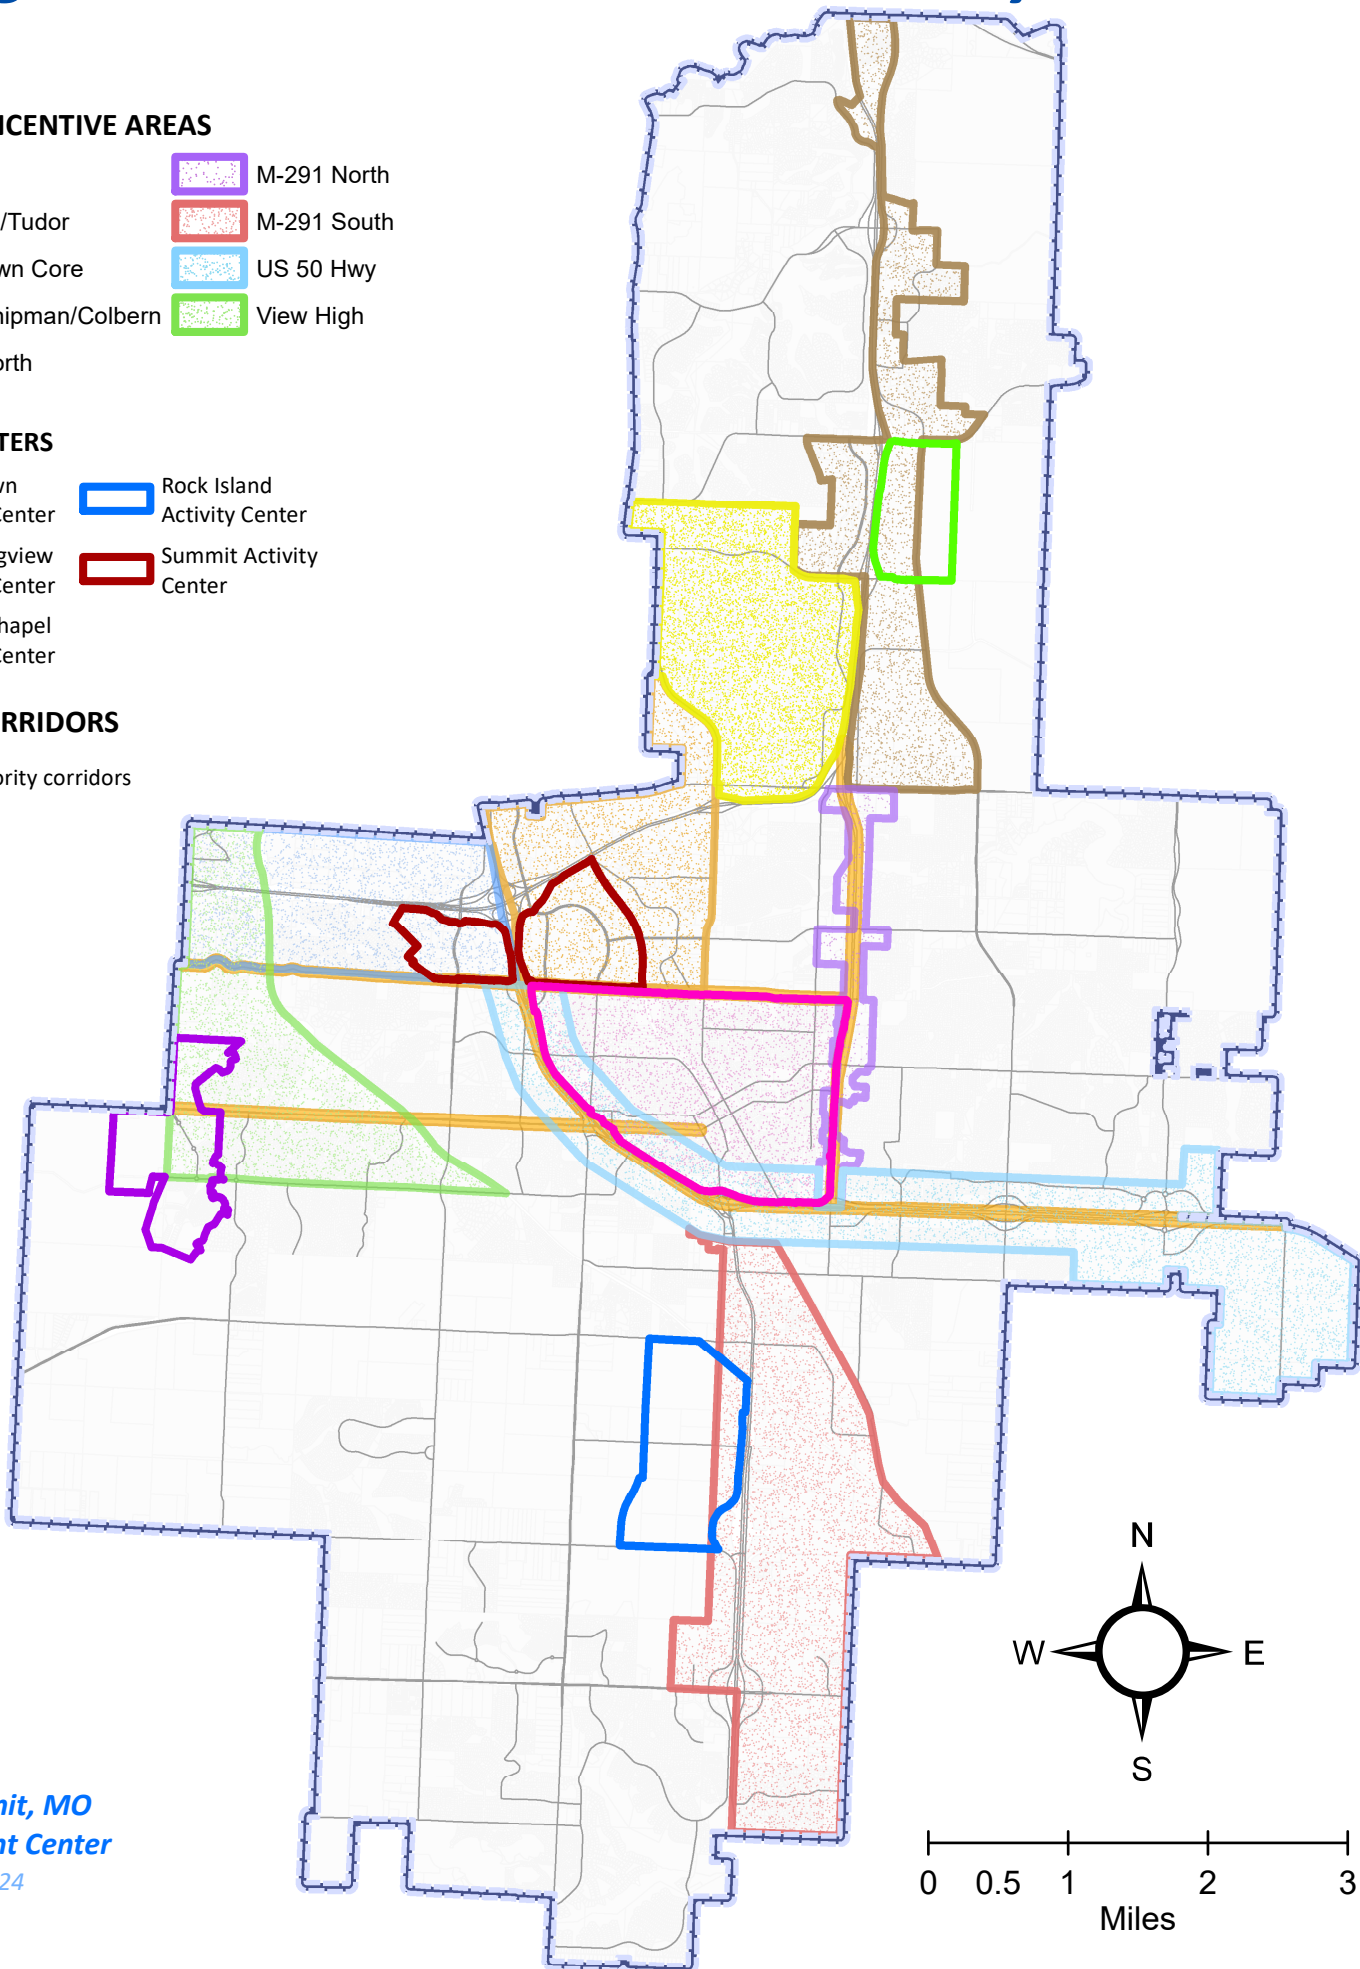 ICENTIVE AREAS
M-291 North
/Tudor
M-291 South
wn Core
US 50 Hwy
hipman/Colbern
View High
orth
TERS
wn
Center
Rock Island
Activity Center
gview
Center
Summit Activity
Center
hapel
Center
RRIDORS
ority corridors
N
W
E
S
nit, MO
nt Center
24
0 0.5 1 2 3
Miles